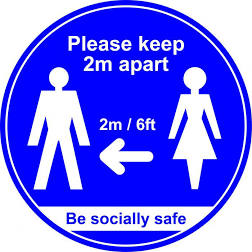 Please keep
2m apart
2m / 6ft
Be socially safe